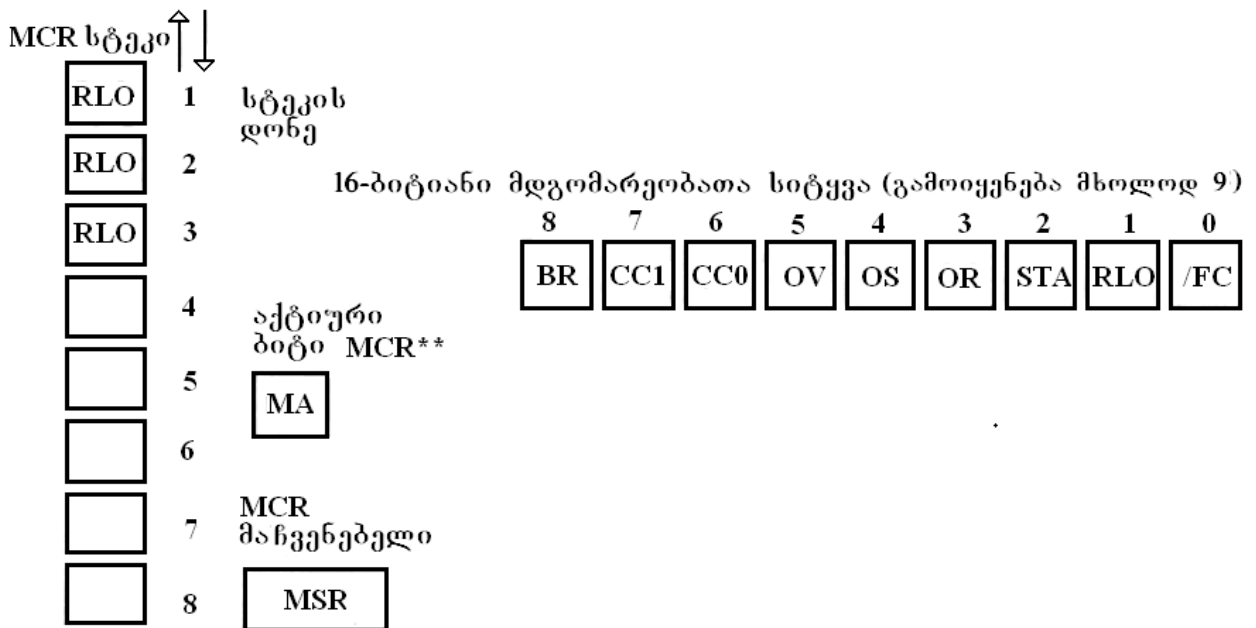 MCR სტეკი
RLO 1 სტეკის
დონე
RLO 2
16-ბიტიანი მდგომარეობათა სიტყვა (გამოიყენება მხოლოდ 9)
RLO 3
8 7 6 5 4 3 2 1 0
BR CC1 CC0 OV OS OR STA RLO /FC
4
აქტიური
ბიტი MCR**
5
MA
6
MCR
7 მაჩვენებელი
8 MSR